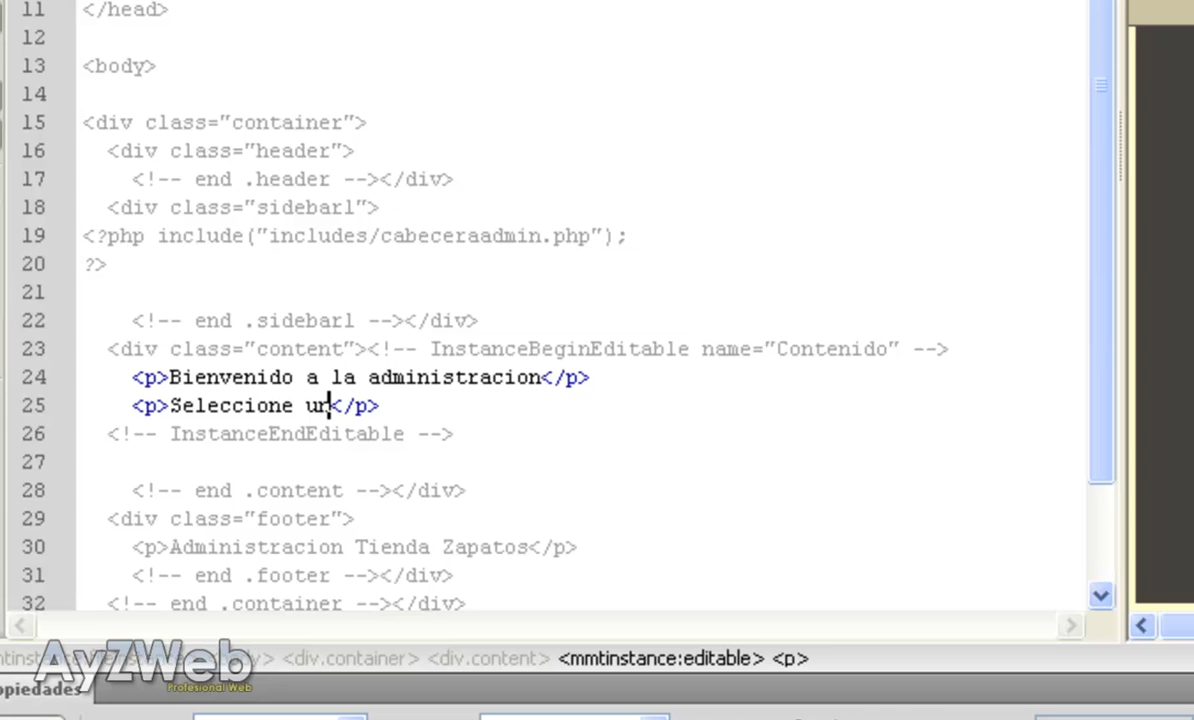 11 </head>
12
13 <body>
14
15 <div class="container">
16 <div class="header">
17 <!-- end .header --></div>
18 <div class="sidebar1">
19 <?php include("includes/cabeceraadmin.php");
20 ?>
21
22 <!-- end .sidebar1 --></div>
23 <div class="content"><!-- InstanceBeginEditable name="Contenido" -->
24 <p>Bienvenido a la administracion</p>
25 <p>Seleccione un</p>
26 <!-- InstanceEndEditable -->
27
28 <!-- end .content --></div>
29 <div class="footer">
30 <p>Administracion Tienda Zapatos</p>
31 <!-- end .footer --></div>
32 <!-- end .container --></div>
<div.container> <div.content> <mmtinstance:editable> <p>
AyZWeb
Profesional Web
opiedades